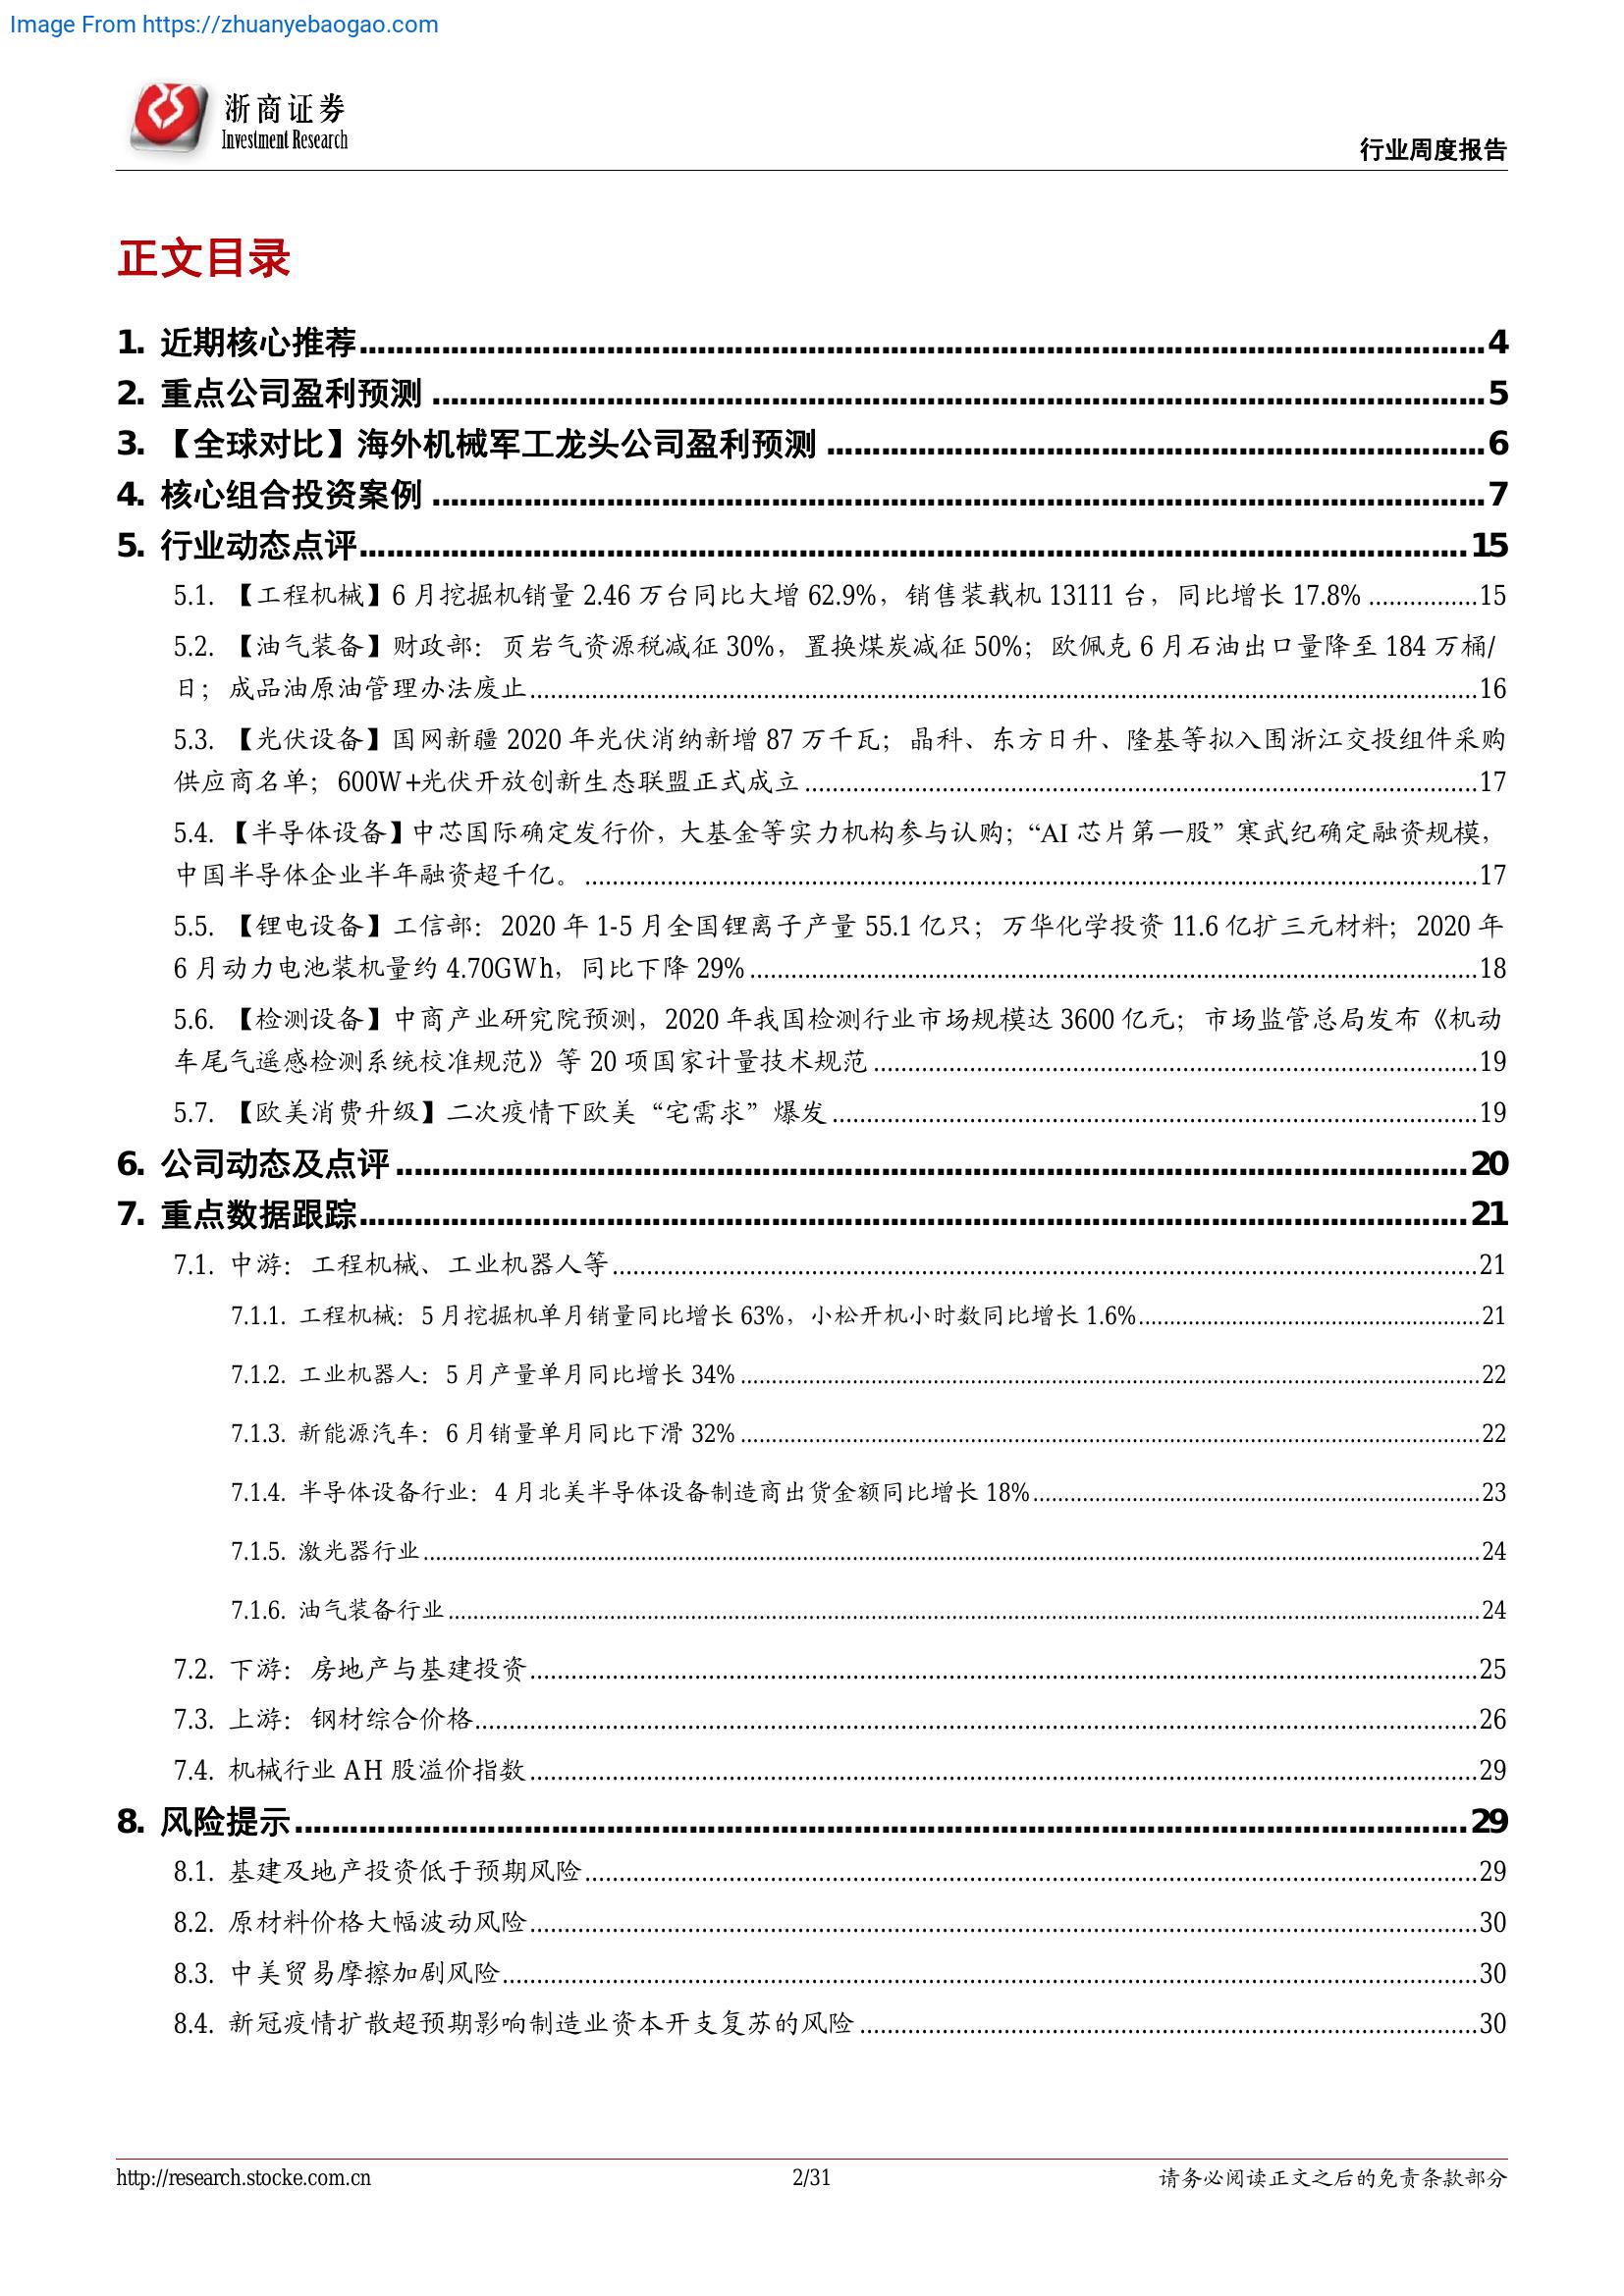 Image From https://zhuanyebaogao.com
浙商证券
Investment Research
行业周度报告
正文目录
1. 近期核心推荐 4
2. 重点公司盈利预测 5
3. 【全球对比】海外机械军工龙头公司盈利预测 6
4. 核心组合投资案例 7
5. 行业动态点评 15
5.1. 【工程机械】6 月挖掘机销量 2.46 万台同比大增 62.9%，销售装载机 13111 台，同比增长 17.8% 15
5.2. 【油气装备】财政部：页岩气资源税减征 30%，置换煤炭减征 50%；欧佩克 6 月石油出口量降至 184 万桶/
日；成品油原油管理办法废止 16
5.3. 【光伏设备】国网新疆 2020 年光伏消纳新增 87 万千瓦；晶科、东方日升、隆基等拟入围浙江交投组件采购
供应商名单；600W+光伏开放创新生态联盟正式成立 17
5.4. 【半导体设备】中芯国际确定发行价，大基金等实力机构参与认购；“AI 芯片第一股”寒武纪确定融资规模，
中国半导体企业半年融资超千亿。 17
5.5. 【锂电设备】工信部：2020 年 1-5 月全国锂离子产量 55.1 亿只；万华化学投资 11.6 亿扩三元材料；2020 年
6 月动力电池装机量约 4.70GWh，同比下降 29% 18
5.6. 【检测设备】中商产业研究院预测，2020 年我国检测行业市场规模达 3600 亿元；市场监管总局发布《机动
车尾气遥感检测系统校准规范》等 20 项国家计量技术规范 19
5.7. 【欧美消费升级】二次疫情下欧美“宅需求”爆发 19
6. 公司动态及点评 20
7. 重点数据跟踪 21
7.1. 中游：工程机械、工业机器人等 21
7.1.1. 工程机械：5 月挖掘机单月销量同比增长 63%，小松开机小时数同比增长 1.6% 21
7.1.2. 工业机器人：5 月产量单月同比增长 34% 22
7.1.3. 新能源汽车：6 月销量单月同比下滑 32% 22
7.1.4. 半导体设备行业：4 月北美半导体设备制造商出货金额同比增长 18% 23
7.1.5. 激光器行业 24
7.1.6. 油气装备行业 24
7.2. 下游：房地产与基建投资 25
7.3. 上游：钢材综合价格 26
7.4. 机械行业 AH 股溢价指数 29
8. 风险提示 29
8.1. 基建及地产投资低于预期风险 29
8.2. 原材料价格大幅波动风险 30
8.3. 中美贸易摩擦加剧风险 30
8.4. 新冠疫情扩散超预期影响制造业资本开支复苏的风险 30
http://research.stocke.com.cn
2/31
请务必阅读正文之后的免责条款部分